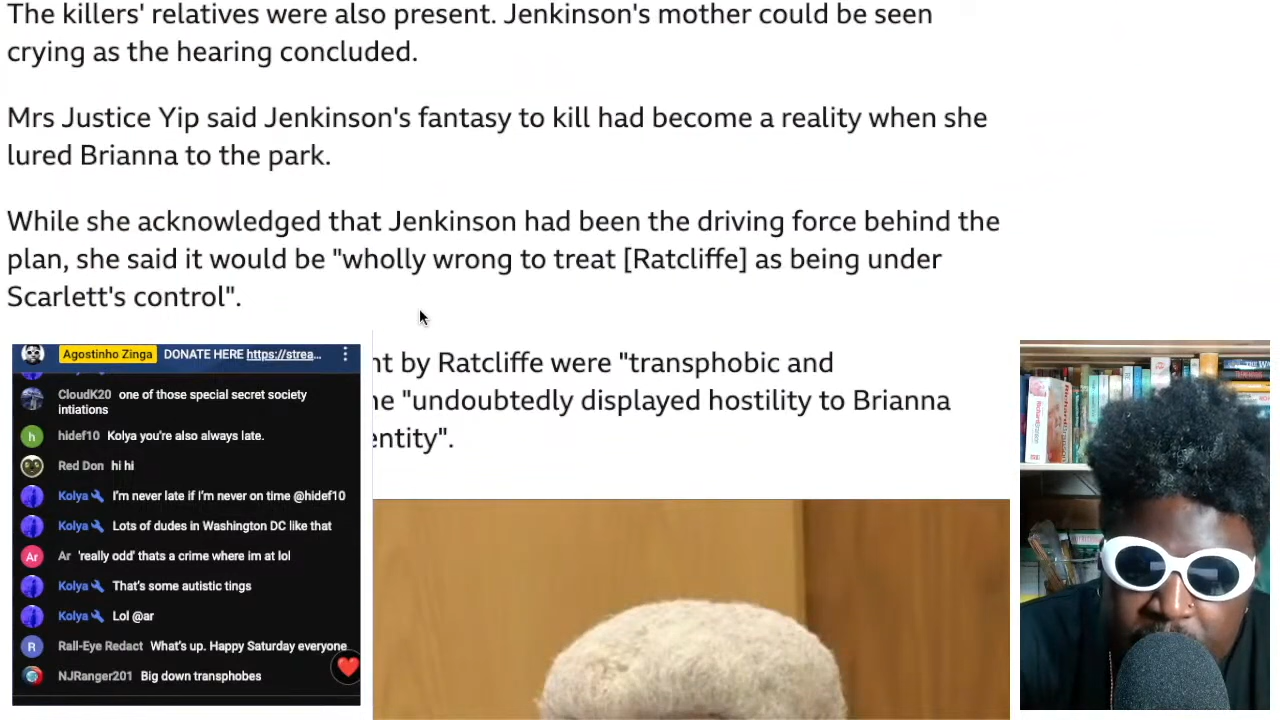 The killers' relatives were also present. Jenkinson's mother could be seen
crying as the hearing concluded.
Mrs Justice Yip said Jenkinson's fantasy to kill had become a reality when she
lured Brianna to the park.
While she acknowledged that Jenkinson had been the driving force behind the
plan, she said it would be "wholly wrong to treat [Ratcliffe] as being under
Scarlett's control".
nt by Ratcliffe were "transphobic and
"undoubtedly displayed hostility to Brianna
entity".
Agostinho Zinga DONATE HERE https://strea...
CloudK20 one of those special secret society
intiations
h hidef10 Kolya you're also always late.
Red Don hi hi
Kolya I'm never late if I'm never on time @hidef10
Kolya Lots of dudes in Washington DC like that
Ar Ar 'really odd' thats a crime where im at lol
Kolya That's some autistic tings
Kolya Lol @ar
R Rall-Eye Redact What's up. Happy Saturday everyone
NJRanger201 Big down transphobes